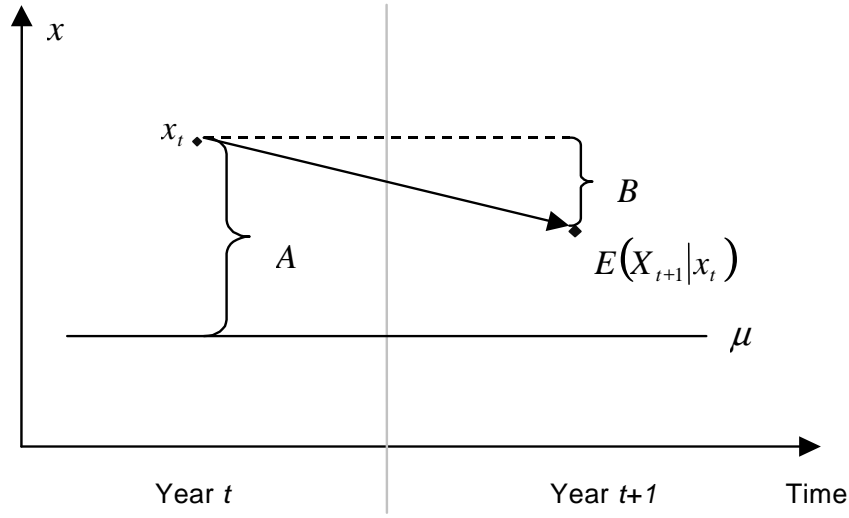 x
x_t
B
A
E(X_{t+1}|x_t)
μ
Year t
Year t+1
Time